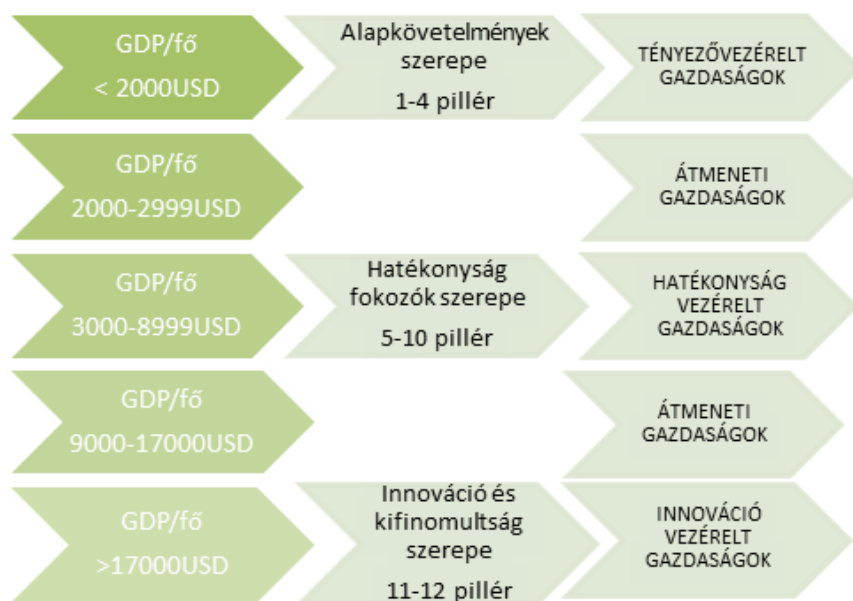 GDP/fő
< 2000USD
Alapkövetelmények
szerepe
1-4 pillér
TÉNYEZŐVEZÉRELT
GAZDASÁGOK
GDP/fő
2000-2999USD
ÁTMENETI
GAZDASÁGOK
GDP/fő
3000-8999USD
Hatékonyság
fokozók szerepe
5-10 pillér
HATÉKONYSÁG
VEZÉRELT
GAZDASÁGOK
GDP/fő
9000-17000USD
ÁTMENETI
GAZDASÁGOK
GDP/fő
>17000USD
Innováció és
kifinomultság
szerepe
11-12 pillér
INNOVÁCIÓ
VEZÉRELT
GAZDASÁGOK